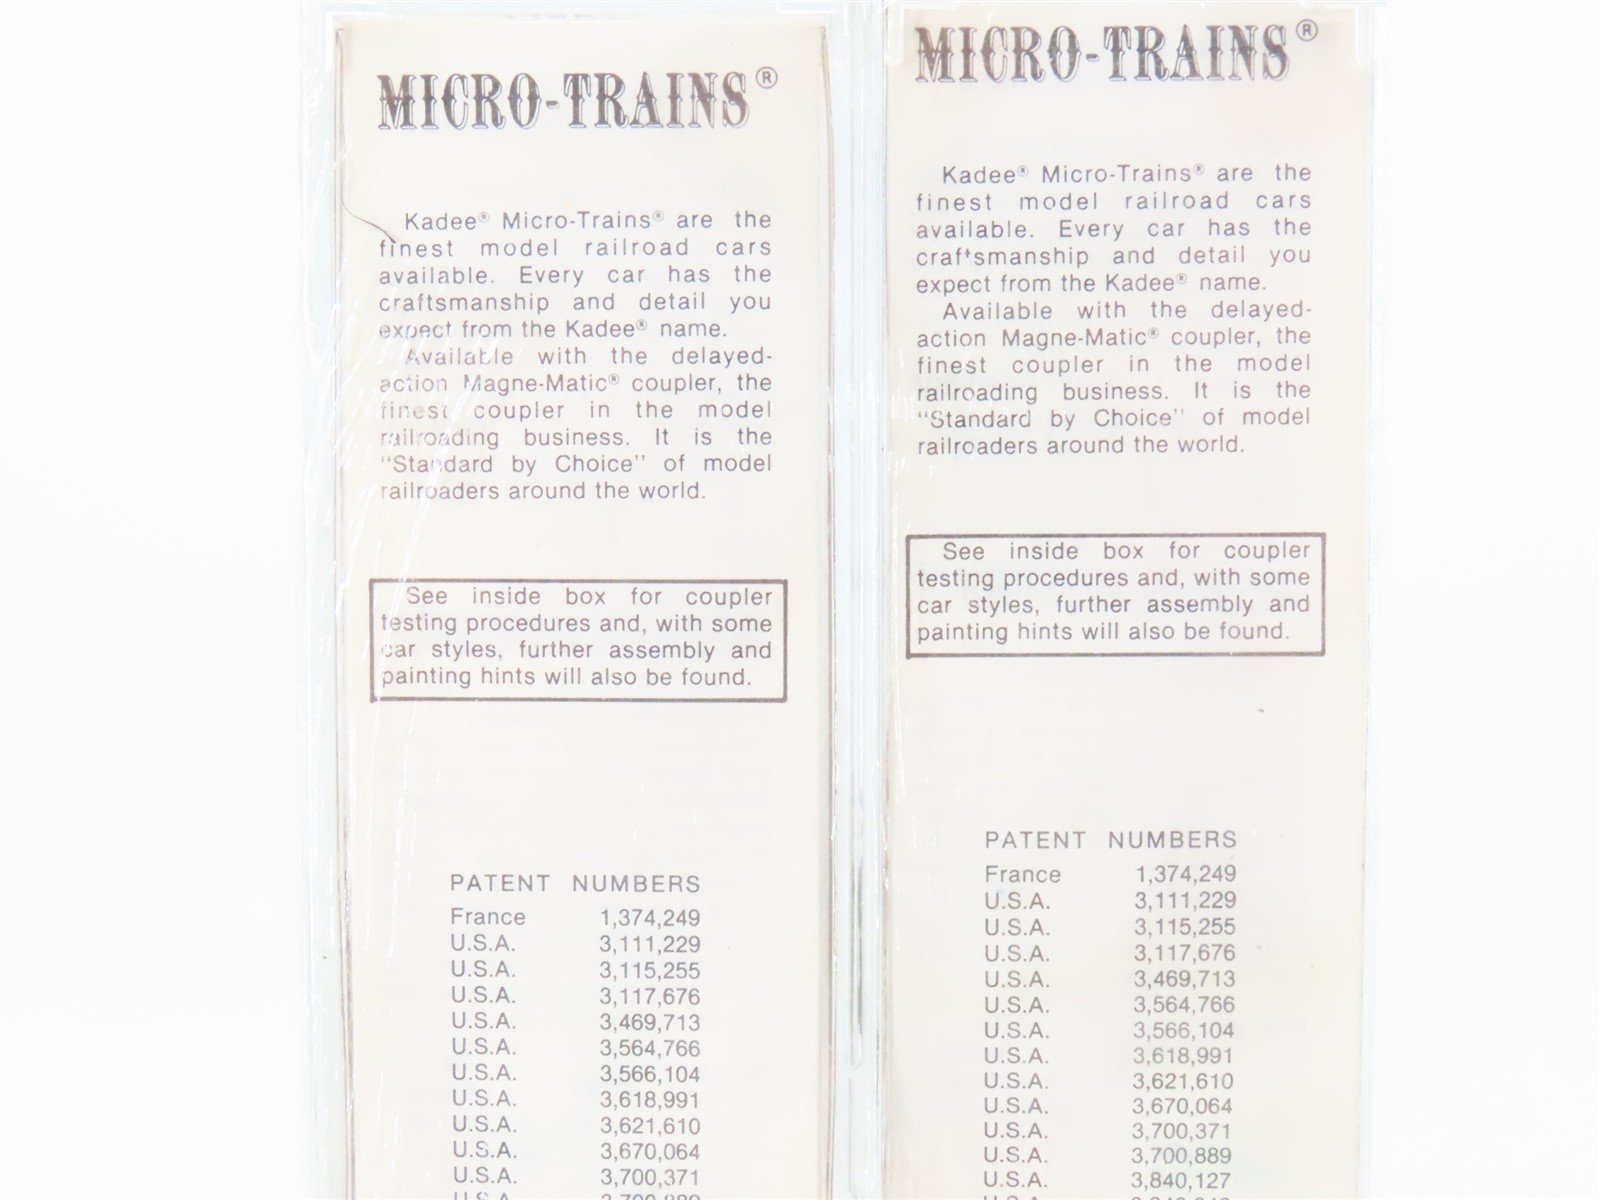 MICRO-TRAINS®
Kadee® Micro-Trains® are the
finest model railroad cars
available. Every car has the
craftsmanship and detail you
expect from the Kadee® name.
Available with the delayed-
action Magne-Matic® coupler, the
finest coupler in the model
railroading business. It is the
"Standard by Choice" of model
railroaders around the world.
See inside box for coupler
testing procedures and, with some
car styles, further assembly and
painting hints will also be found.
PATENT NUMBERS
France 1,374,249
U.S.A. 3,111,229
U.S.A. 3,115,255
U.S.A. 3,117,676
U.S.A. 3,469,713
U.S.A. 3,564,766
U.S.A. 3,566,104
U.S.A. 3,618,991
U.S.A. 3,621,610
U.S.A. 3,670,064
U.S.A. 3,700,371
U.S.A. 3,700,889
MICRO-TRAINS®
Kadee® Micro-Trains® are the
finest model railroad cars
available. Every car has the
craftsmanship and detail you
expect from the Kadee® name.
Available with the delayed-
action Magne-Matic® coupler, the
finest coupler in the model
railroading business. It is the
"Standard by Choice" of model
railroaders around the world.
See inside box for coupler
testing procedures and, with some
car styles, further assembly and
painting hints will also be found.
PATENT NUMBERS
France 1,374,249
U.S.A. 3,111,229
U.S.A. 3,115,255
U.S.A. 3,117,676
U.S.A. 3,469,713
U.S.A. 3,564,766
U.S.A. 3,566,104
U.S.A. 3,618,991
U.S.A. 3,621,610
U.S.A. 3,670,064
U.S.A. 3,700,371
U.S.A. 3,700,889
U.S.A. 3,840,127